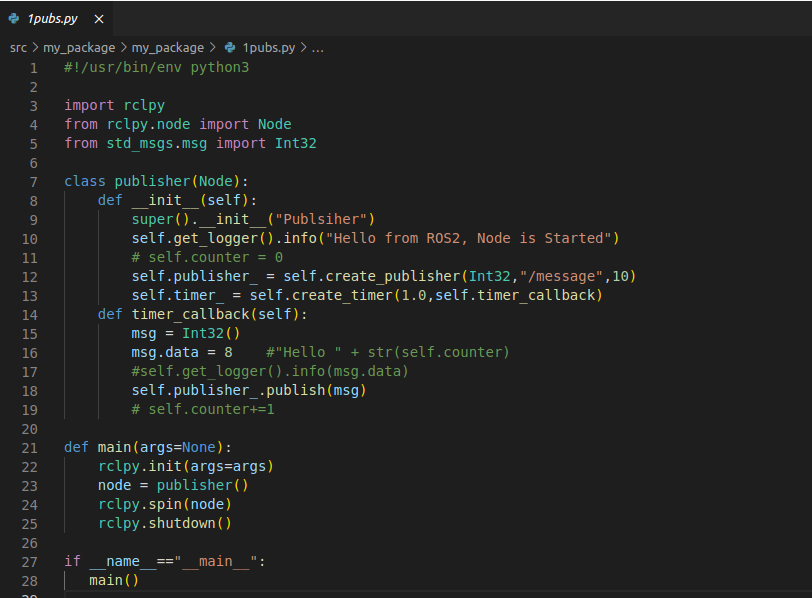 1pubs.py ×
src > my_package > my_package > 1pubs.py > ...
1 #!/usr/bin/env python3
2
3 import rclpy
4 from rclpy.node import Node
5 from std_msgs.msg import Int32
6
7 class publisher(Node):
8     def __init__(self):
9         super().__init__("Publsiher")
10         self.get_logger().info("Hello from ROS2, Node is Started")
11         # self.counter = 0
12         self.publisher_ = self.create_publisher(Int32,"/message",10)
13         self.timer_ = self.create_timer(1.0,self.timer_callback)
14     def timer_callback(self):
15         msg = Int32()
16         msg.data = 8    #"Hello " + str(self.counter)
17         #self.get_logger().info(msg.data)
18         self.publisher_.publish(msg)
19         # self.counter+=1
20
21 def main(args=None):
22     rclpy.init(args=args)
23     node = publisher()
24     rclpy.spin(node)
25     rclpy.shutdown()
26
27 if __name__=="__main__":
28    main()
29